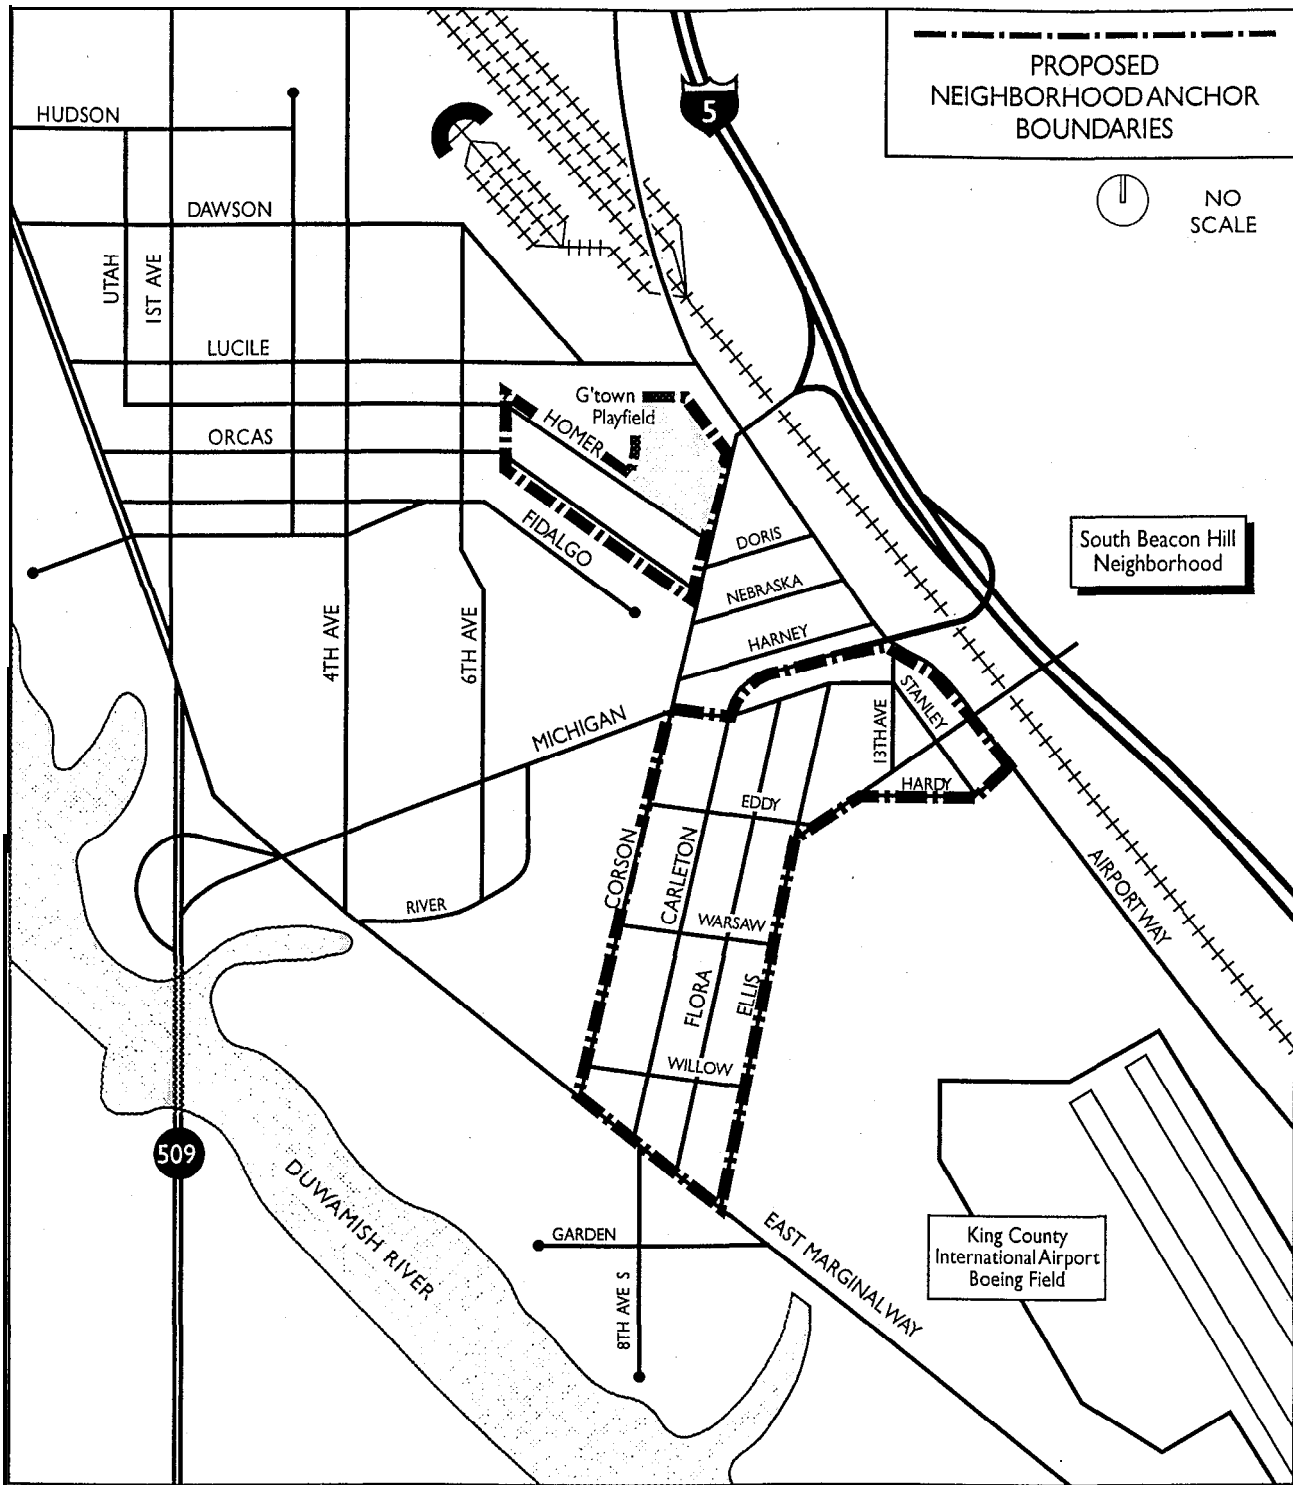 5
PROPOSED
NEIGHBORHOOD ANCHOR
BOUNDARIES
HUDSON
NO
SCALE
DAWSON
UTAH
1ST AVE
LUCILE
G'town
Playfield
HOMER
ORCAS
FIDALGO
DORIS
South Beacon Hill
Neighborhood
NEBRASKA
HARNEY
4TH AVE
6TH AVE
STANLEY
13TH AVE
MICHIGAN
HARDY
EDDY
CORSON
CARLETON
AIRPORT WAY
RIVER
WARSAW
FLORA
ELLIS
WILLOW
509
DUWAMISH RIVER
GARDEN
EAST MARGINAL WAY
King County
International Airport
Boeing Field
8TH AVE S